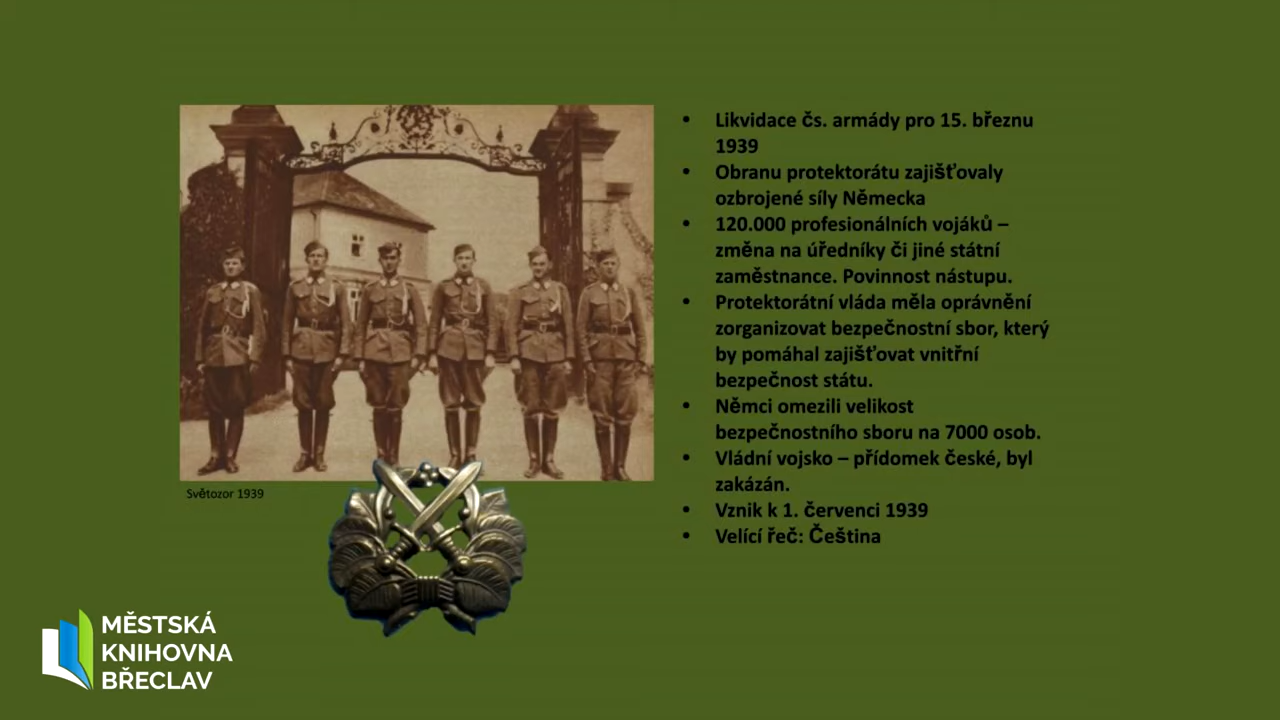 • Likvidace čs. armády pro 15. březnu
1939
• Obranu protektorátu zajišťovaly
ozbrojené síly Německa
• 120.000 profesionálních vojáků –
změna na úředníky či jiné státní
zaměstnance. Povinnost nástupu.
• Protektorátní vláda měla oprávnění
zorganizovat bezpečnostní sbor, který
by pomáhal zajišťovat vnitřní
bezpečnost státu.
• Němci omezili velikost
bezpečnostního sboru na 7000 osob.
• Vládní vojsko – přídomek české, byl
zakázán.
• Vznik k 1. červenci 1939
• Velící řeč: Čeština
Světozor 1939
MĚSTSKÁ
KNIHOVNA
BŘECLAV